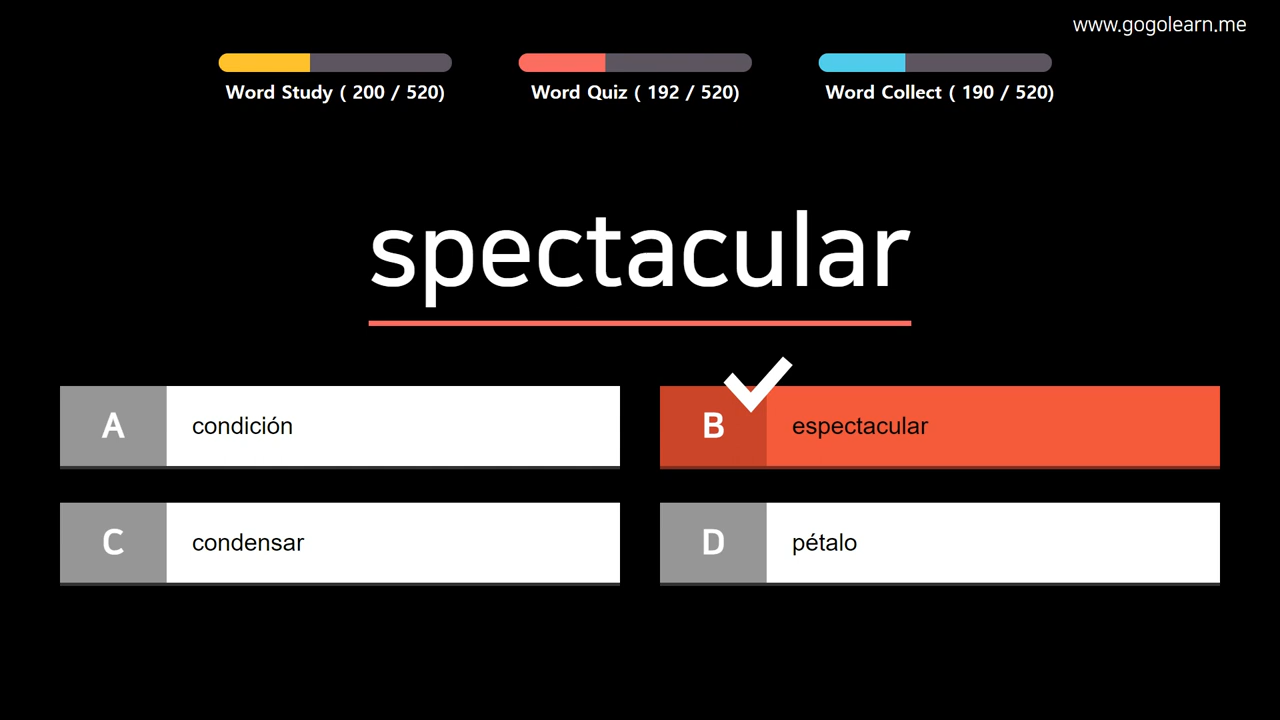 www.gogolearn.me
Word Study ( 200 / 520)
Word Quiz ( 192 / 520)
Word Collect ( 190 / 520)
spectacular
A condición
B espectacular
C condensar
D pétalo